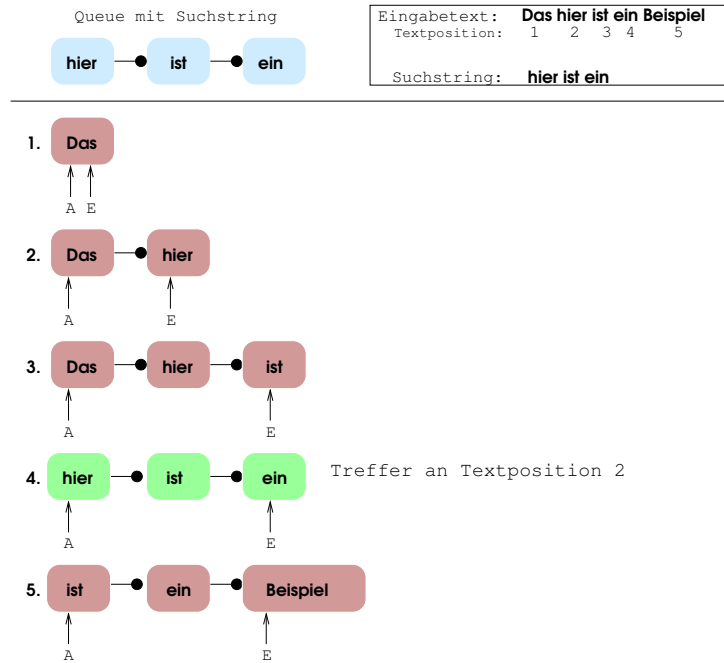 Queue mit Suchstring
hier ist ein
Eingabetext: Das hier ist ein Beispiel
Textposition: 1 2 3 4 5
Suchstring: hier ist ein
1. Das
A E
2. Das hier
A E
3. Das hier ist
A E
4. hier ist ein Treffer an Textposition 2
A E
5. ist ein Beispiel
A E